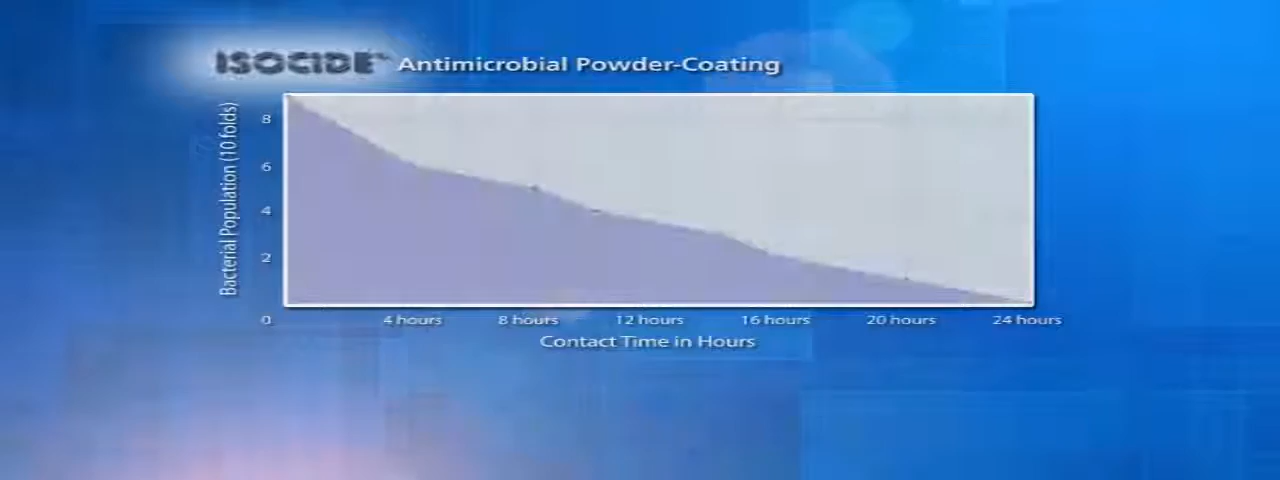 ISOCIDE™ Antimicrobial Powder-Coating
Bacterial Population (10 folds)
8
6
4
2
0
4 hours
8 hours
12 hours
16 hours
20 hours
24 hours
Contact Time in Hours